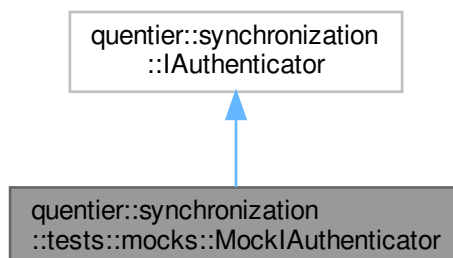 quentier::synchronization
::IAuthenticator
quentier::synchronization
::tests::mocks::MockIAuthenticator